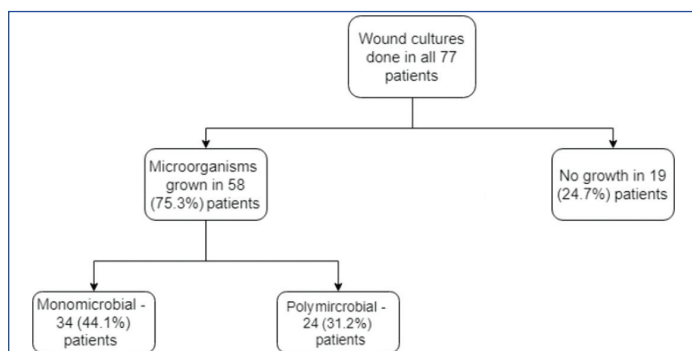 Wound cultures
done in all 77
patients
Microorganisms
grown in 58
(75.3%) patients
No growth in 19
(24.7%) patients
Monomicrobial -
34 (44.1%)
patients
Polymircrobial -
24 (31.2%)
patients